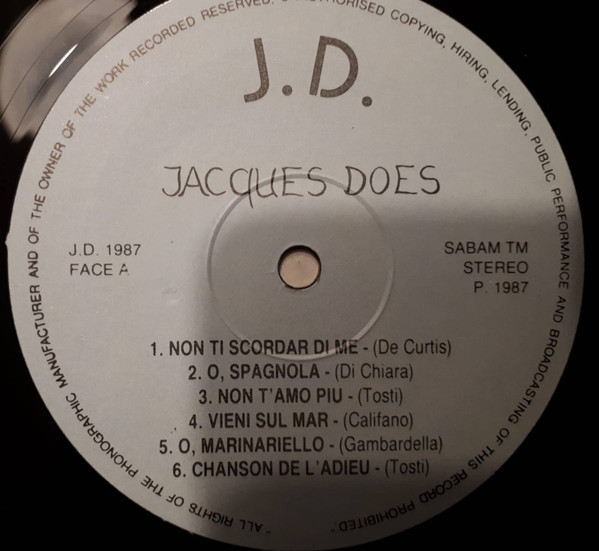 "ALL RIGHTS OF THE PHONOGRAPHIC MANUFACTURER AND OF THE OWNER OF THE WORK RECORDED RESERVED. UNAUTHORISED COPYING, HIRING, LENDING, PUBLIC PERFORMANCE AND BROADCASTING OF THIS RECORD PROHIBITED."
J.D.
JACQUES DOES
J.D. 1987
FACE A
SABAM TM
STEREO
P. 1987
1. NON TI SCORDAR DI ME - (De Curtis)
2. O, SPAGNOLA - (Di Chiara)
3. NON T'AMO PIU - (Tosti)
4. VIENI SUL MAR - (Califano)
5. O, MARINARIELLO - (Gambardella)
6. CHANSON DE L'ADIEU - (Tosti)